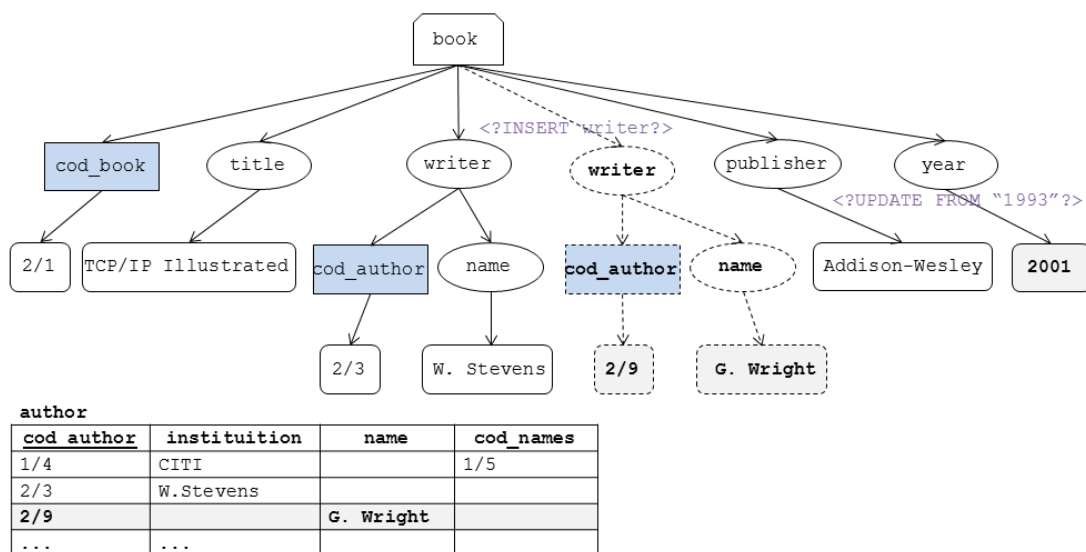 book
<?INSERT writer?>
cod_book title writer writer publisher year
<?UPDATE FROM “1993”?>
2/1 TCP/IP Illustrated cod_author name cod_author name Addison-Wesley 2001
2/3 W. Stevens 2/9 G. Wright
author
cod author instituition name cod_names
1/4 CITI 1/5
2/3 W.Stevens
2/9 G. Wright
... ...